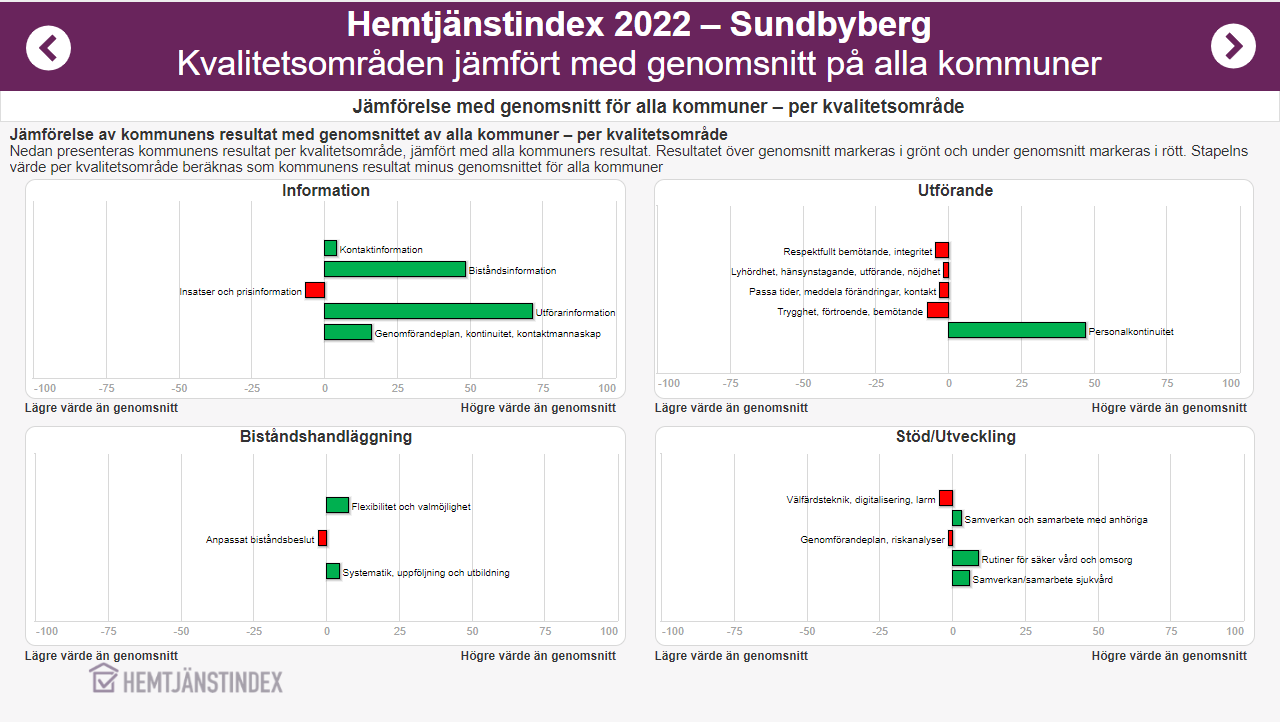 Hemtjänstindex 2022 – Sundbyberg
Kvalitetsområden jämfört med genomsnitt på alla kommuner
Jämförelse med genomsnitt för alla kommuner – per kvalitetsområde
Jämförelse av kommunens resultat med genomsnittet av alla kommuner – per kvalitetsområde
Nedan presenteras kommunens resultat per kvalitetsområde, jämfört med alla kommuners resultat. Resultatet över genomsnitt markeras i grönt och under genomsnitt markeras i rött. Stapelns
värde per kvalitetsområde beräknas som kommunens resultat minus genomsnittet för alla kommuner
Information
Kontaktinformation
Biståndsinformation
Insatser och prisinformation
Utförarinformation
Genomförandeplan, kontinuitet, kontaktmannaskap
-100 -75 -50 -25 0 25 50 75 100
Lägre värde än genomsnitt Högre värde än genomsnitt
Utförande
Respektfullt bemötande, integritet
Lyhördhet, hänsynstagande, utförande, nöjdhet
Passa tider, meddela förändringar, kontakt
Trygghet, förtroende, bemötande
Personalkontinuitet
-100 -75 -50 -25 0 25 50 75 100
Lägre värde än genomsnitt Högre värde än genomsnitt
Biståndshandläggning
Flexibilitet och valmöjlighet
Anpassat biståndsbeslut
Systematik, uppföljning och utbildning
-100 -75 -50 -25 0 25 50 75 100
Lägre värde än genomsnitt Högre värde än genomsnitt
Stöd/Utveckling
Välfärdsteknik, digitalisering, larm
Samverkan och samarbete med anhöriga
Genomförandeplan, riskanalyser
Rutiner för säker vård och omsorg
Samverkan/samarbete sjukvård
-100 -75 -50 -25 0 25 50 75 100
Lägre värde än genomsnitt Högre värde än genomsnitt
HEMTJÄNSTINDEX